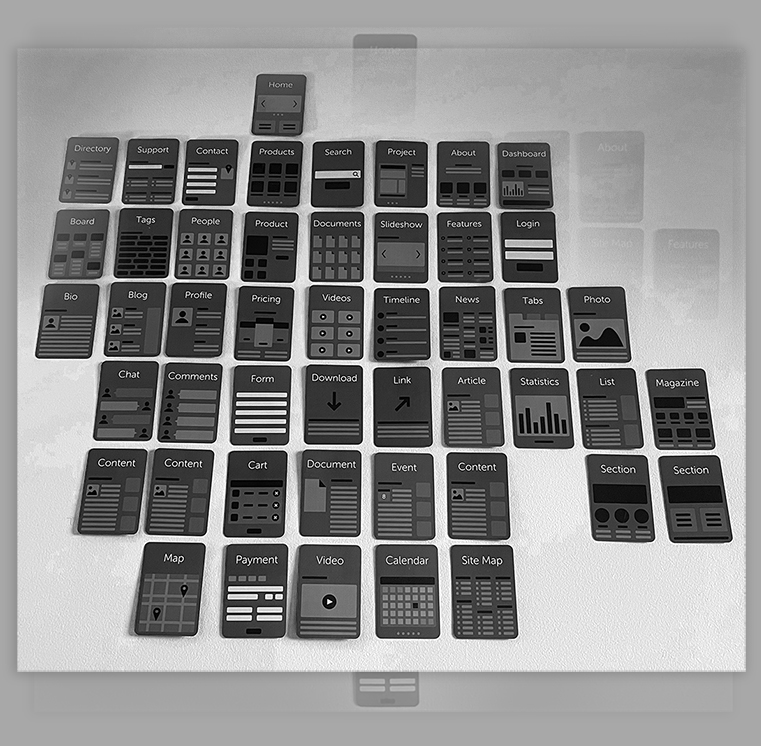 Home
Home
Directory Support Contact Products Search Project About Dashboard About
Board Tags People Product Documents Slideshow Features Login Site Map Features
Bio Blog Profile Pricing Videos Timeline News Tabs Photo
Chat Comments Form Download Link Article Statistics List Magazine
Content Content Cart Document Event Content Section Section
8
Map Payment Video Calendar Site Map